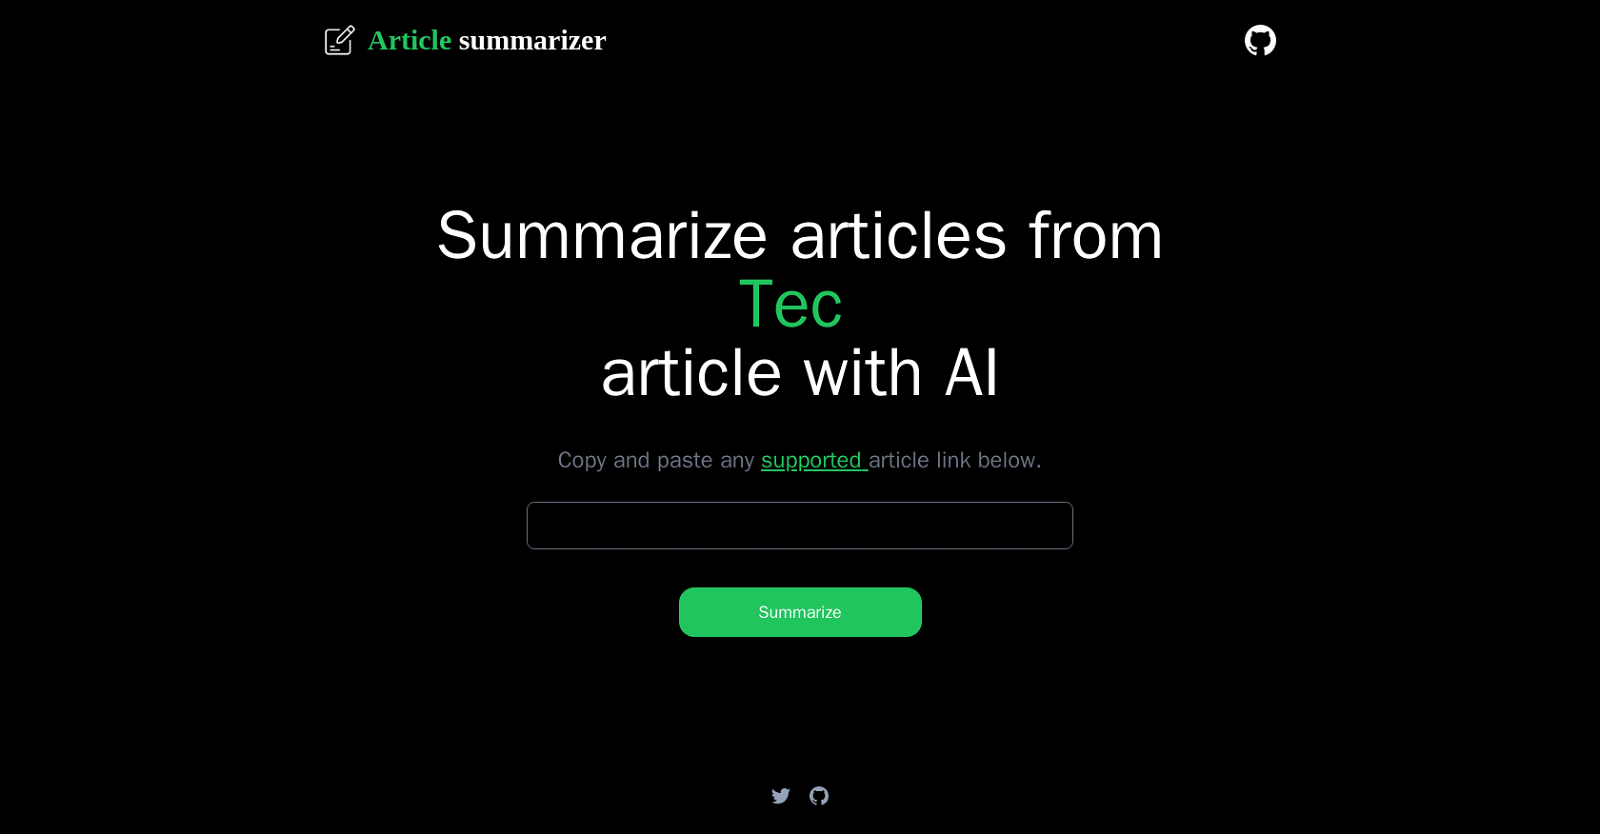 Article summarizer
Summarize articles from
Tec
article with AI
Copy and paste any supported article link below.
Summarize